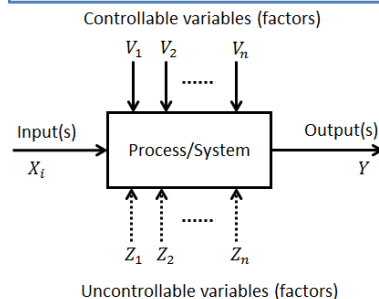 Controllable variables (factors)
V₁ V₂ ...... Vₙ
Input(s)
Xᵢ
Process/System
Output(s)
Y
......
Z₁ Z₂ Zₙ
Uncontrollable variables (factors)